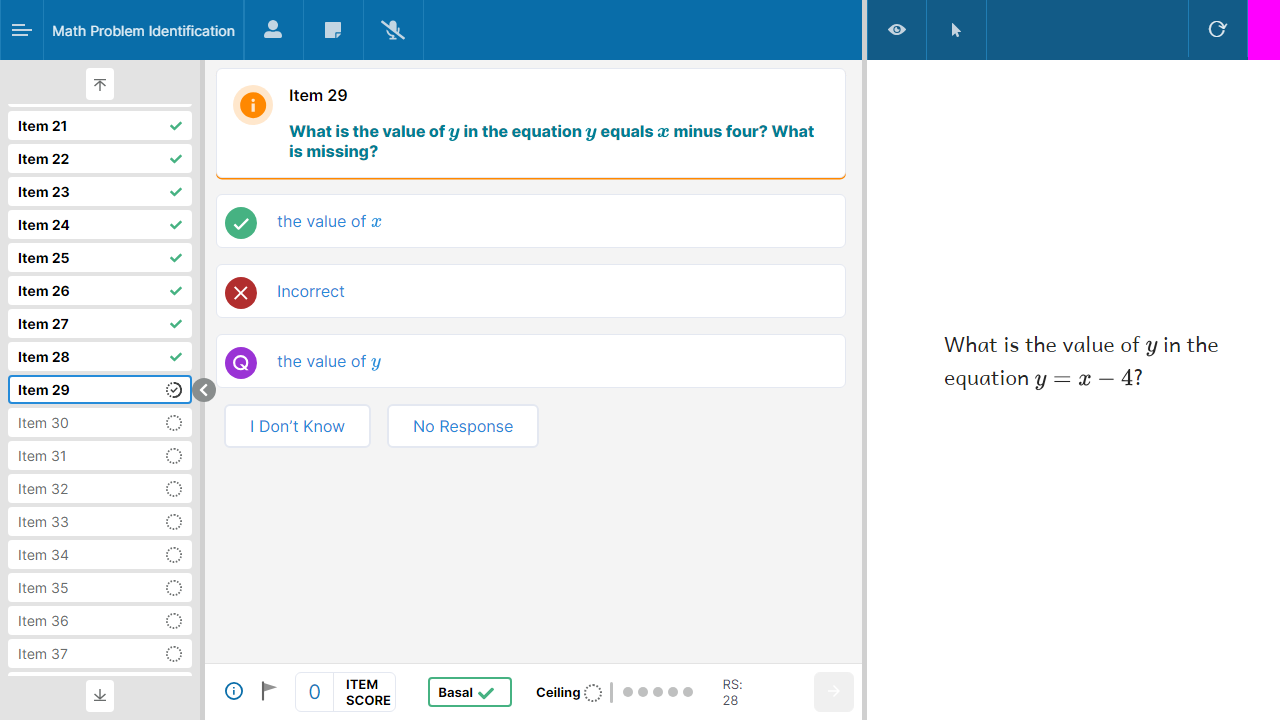 Math Problem Identification
Item 21
Item 22
Item 23
Item 24
Item 25
Item 26
Item 27
Item 28
Item 29
Item 30
Item 31
Item 32
Item 33
Item 34
Item 35
Item 36
Item 37
Item 29
What is the value of y in the equation y equals x minus four? What
is missing?
the value of x
Incorrect
Q the value of y
I Don’t Know No Response
0 ITEM
SCORE
Basal
Ceiling
RS:
28
What is the value of y in the
equation y = x − 4?